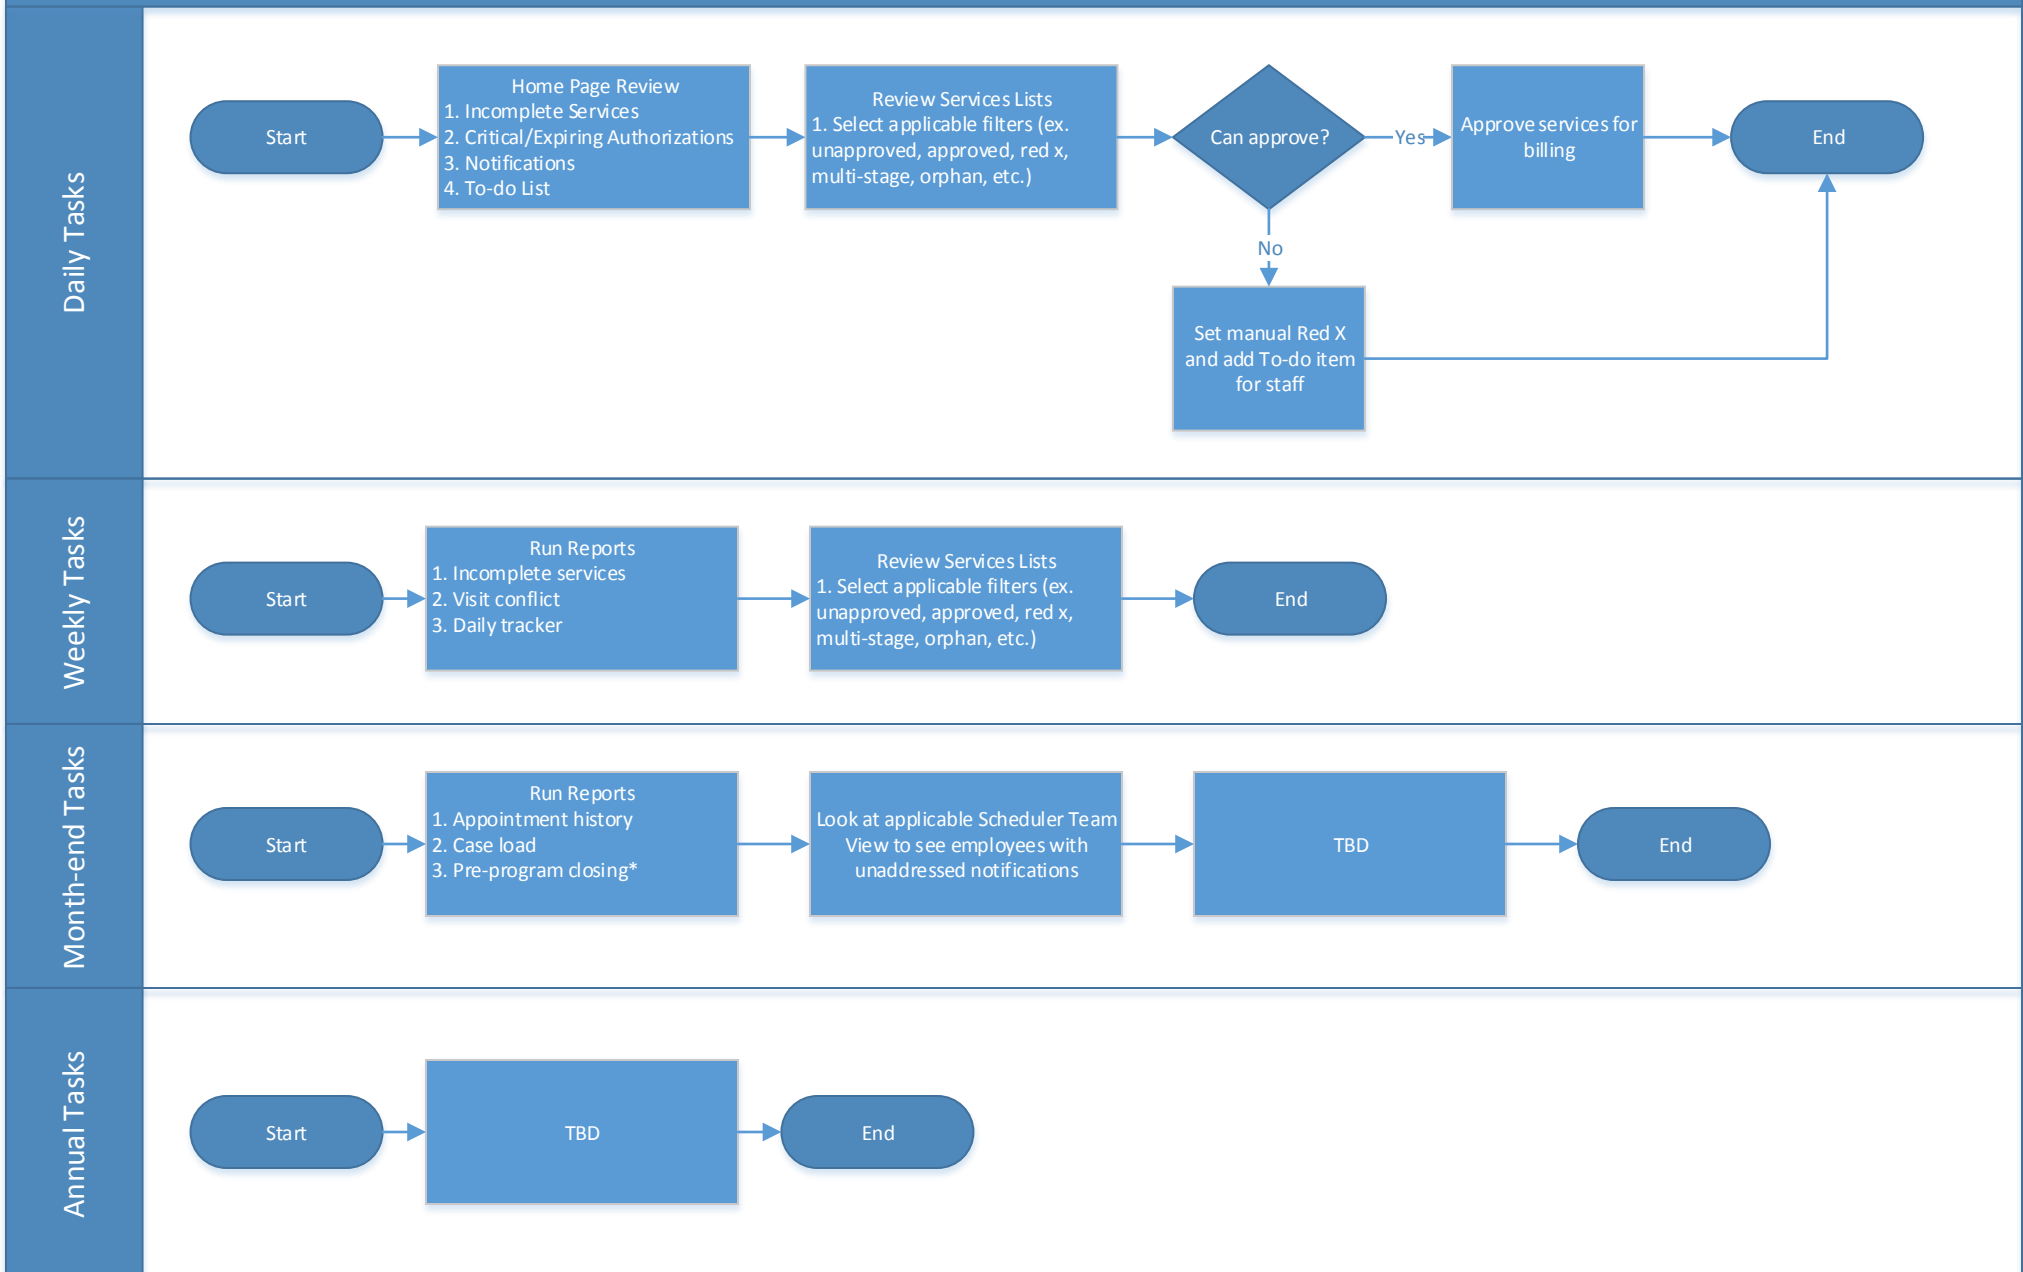 Daily Tasks
Start
Home Page Review
1. Incomplete Services
2. Critical/Expiring Authorizations
3. Notifications
4. To-do List
Review Services Lists
1. Select applicable filters (ex.
unapproved, approved, red x,
multi-stage, orphan, etc.)
Can approve?
Yes
Approve services for
billing
End
No
Set manual Red X
and add To-do item
for staff
Weekly Tasks
Start
Run Reports
1. Incomplete services
2. Visit conflict
3. Daily tracker
Review Services Lists
1. Select applicable filters (ex.
unapproved, approved, red x,
multi-stage, orphan, etc.)
End
Month-end Tasks
Start
Run Reports
1. Appointment history
2. Case load
3. Pre-program closing*
Look at applicable Scheduler Team
View to see employees with
unaddressed notifications
TBD
End
Annual Tasks
Start
TBD
End